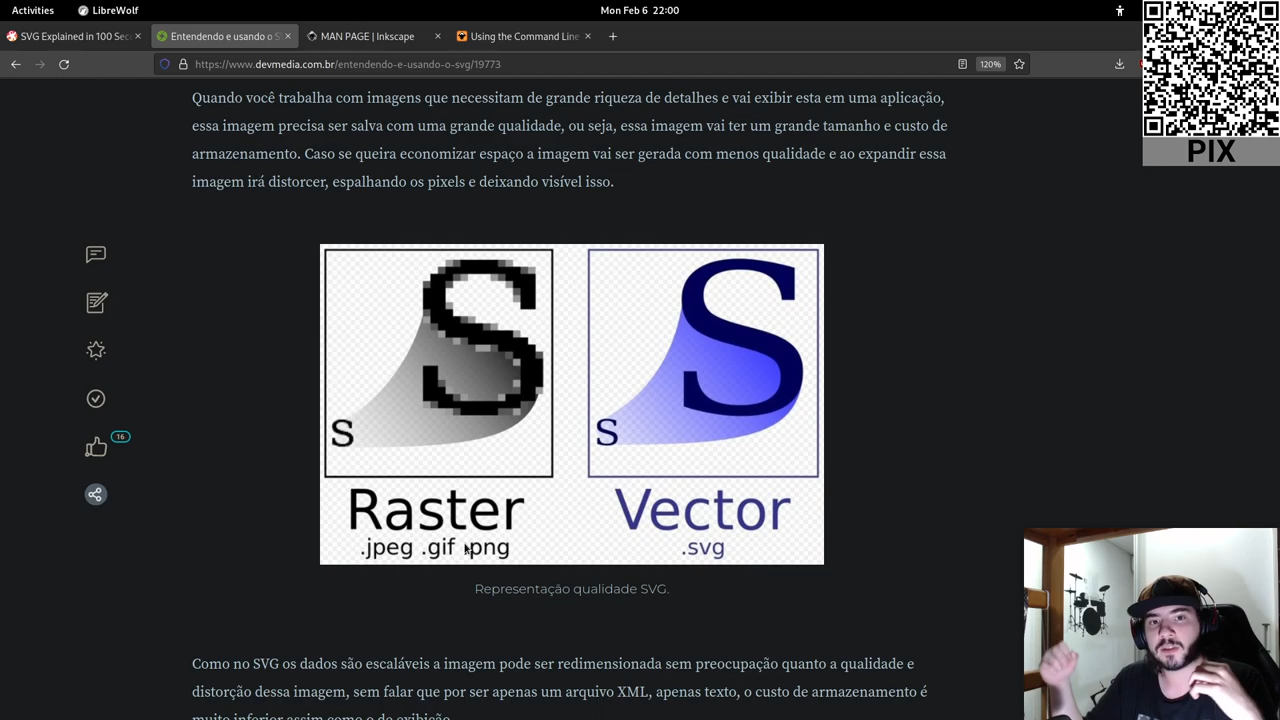 Activities
LibreWolf
Mon Feb 6 22:00
SVG Explained in 100 Sec
Entendendo e usando o S
MAN PAGE | Inkscape
Using the Command Line
https://www.devmedia.com.br/entendendo-e-usando-o-svg/19773
120%
PIX
Quando você trabalha com imagens que necessitam de grande riqueza de detalhes e vai exibir esta em uma aplicação,
essa imagem precisa ser salva com uma grande qualidade, ou seja, essa imagem vai ter um grande tamanho e custo de
armazenamento. Caso se queira economizar espaço a imagem vai ser gerada com menos qualidade e ao expandir essa
imagem irá distorcer, espalhando os pixels e deixando visível isso.
16
S
S
Raster
.jpeg .gif .png
S
S
Vector
.svg
Representação qualidade SVG.
Como no SVG os dados são escaláveis a imagem pode ser redimensionada sem preocupação quanto a qualidade e
distorção dessa imagem, sem falar que por ser apenas um arquivo XML, apenas texto, o custo de armazenamento é
muito inferior assim como o de exibição.